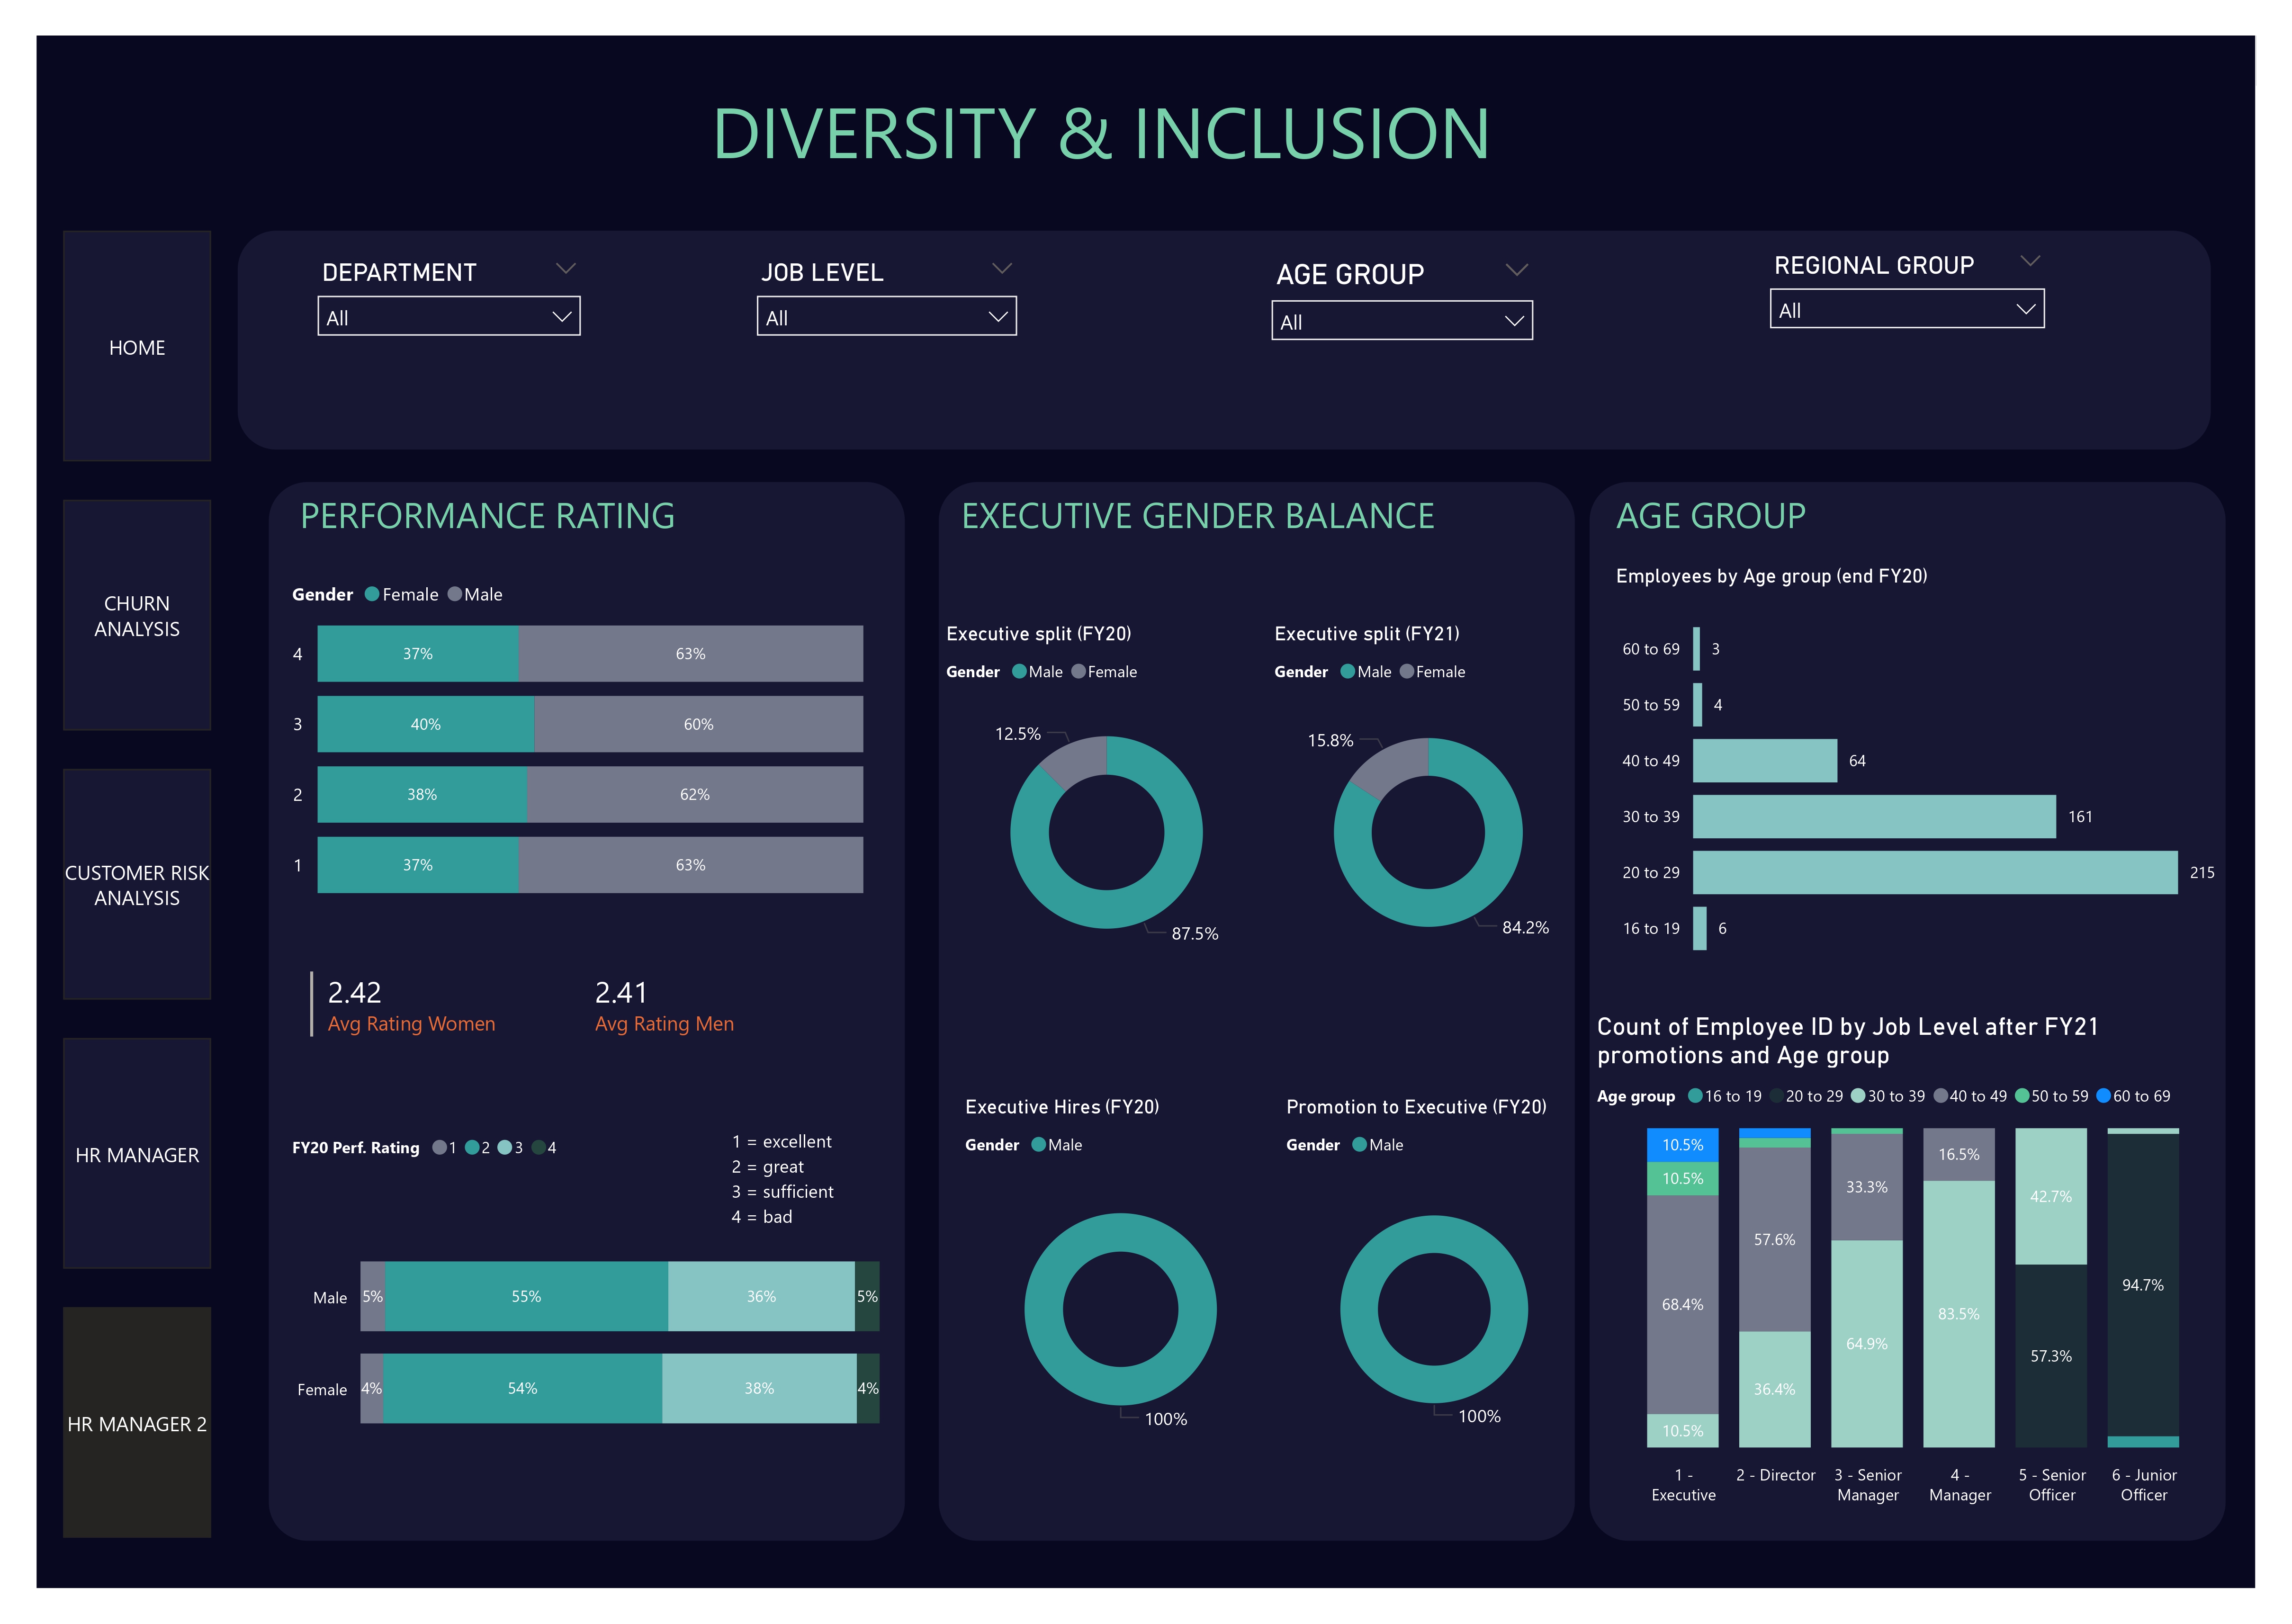 DIVERSITY & INCLUSION
HOME
CHURN
ANALYSIS
CUSTOMER RISK
ANALYSIS
HR MANAGER
HR MANAGER 2
DEPARTMENT
All
JOB LEVEL
All
AGE GROUP
All
REGIONAL GROUP
All
PERFORMANCE RATING
Gender Female Male
4 37% 63%
3 40% 60%
2 38% 62%
1 37% 63%
2.42
Avg Rating Women
2.41
Avg Rating Men
FY20 Perf. Rating 1 2 3 4
1 = excellent
2 = great
3 = sufficient
4 = bad
Male 5% 55% 36% 5%
Female 4% 54% 38% 4%
EXECUTIVE GENDER BALANCE
Executive split (FY20)
Gender Male Female
12.5%
87.5%
Executive split (FY21)
Gender Male Female
15.8%
84.2%
Executive Hires (FY20)
Gender Male
100%
Promotion to Executive (FY20)
Gender Male
100%
AGE GROUP
Employees by Age group (end FY20)
60 to 69 3
50 to 59 4
40 to 49 64
30 to 39 161
20 to 29 215
16 to 19 6
Count of Employee ID by Job Level after FY21
promotions and Age group
Age group 16 to 19 20 to 29 30 to 39 40 to 49 50 to 59 60 to 69
10.5%
10.5%
68.4%
10.5%
1 -
Executive
57.6%
36.4%
2 - Director
33.3%
64.9%
3 - Senior
Manager
16.5%
83.5%
4 -
Manager
42.7%
57.3%
5 - Senior
Officer
94.7%
6 - Junior
Officer